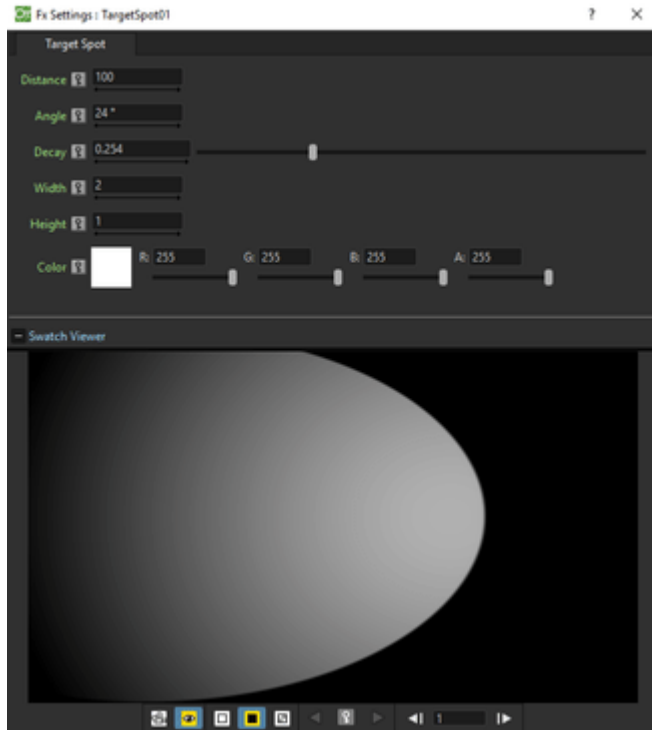 Fx Settings : TargetSpot01 ? ×
Target Spot
Distance 100
Angle 24 °
Decay 0.254
Width 2
Height 1
Color R: 255 G: 255 B: 255 A: 255
Swatch Viewer
1